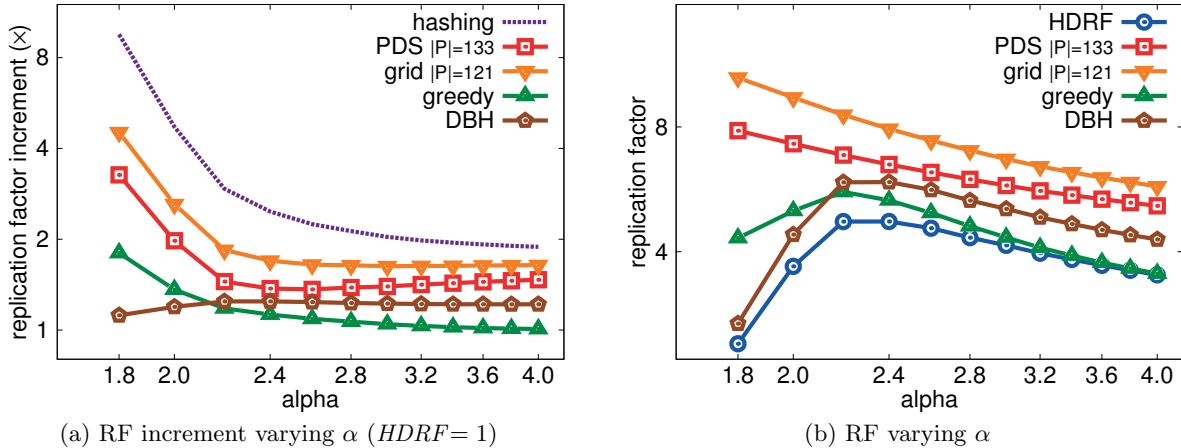 hashing
PDS |P|=133
grid |P|=121
greedy
DBH
replication factor increment (×)
8
4
2
1
1.8 2.0 2.4 2.8 3.2 3.6 4.0
alpha
(a) RF increment varying α (HDRF = 1)
HDRF
PDS |P|=133
grid |P|=121
greedy
DBH
replication factor
8
4
1.8 2.0 2.4 2.8 3.2 3.6 4.0
alpha
(b) RF varying α